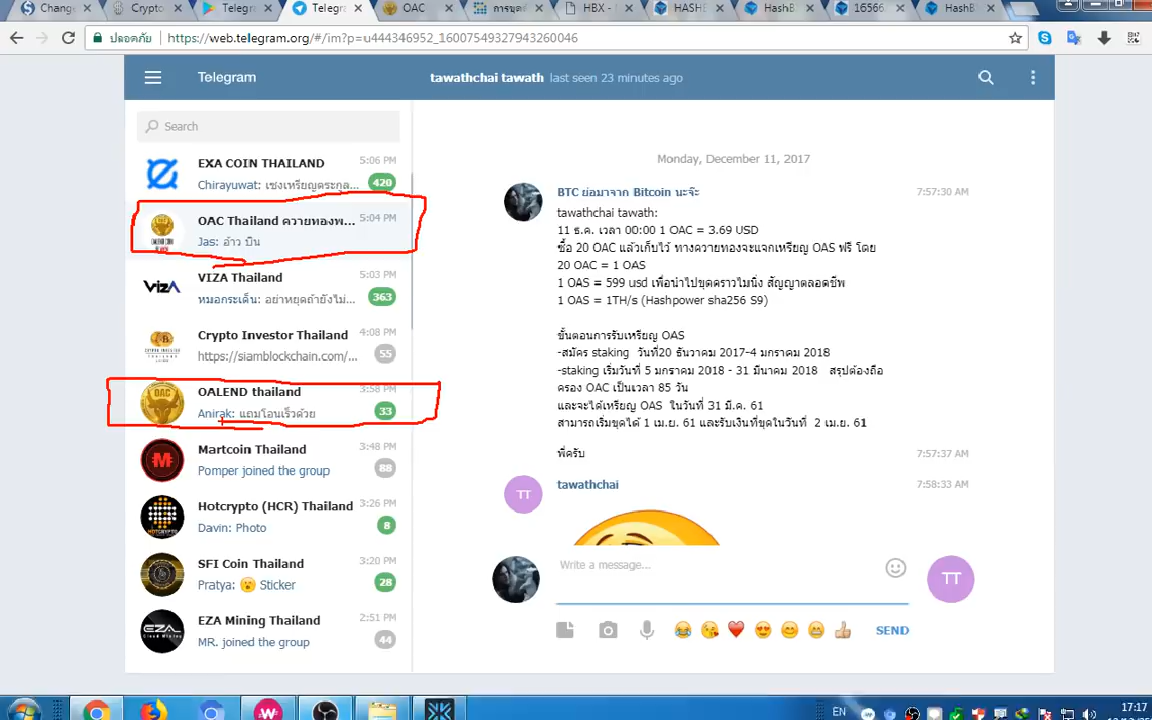 Chang
Crypto
Telegr
Telegr
OAC
การขุดค
HBX -
HASHE
HashB
16566
HashB
ปลอดภัย
https://web.telegram.org/#/im?p=u444346952_16007549327943260046
Telegram
tawathchai tawath last seen 23 minutes ago
Search
EXA COIN THAILAND 5:06 PM
Chirayuwat: เชงเหรียญตระกูล... 420
OAC Thailand ควายทองพ... 5:04 PM
Jas: อ้าว บิน
VIZA Thailand 5:03 PM
หมอกระเด็น: อย่าหยุดถ้ายังไม่... 363
Crypto Investor Thailand 4:08 PM
https://siamblockchain.com/... 55
OALEND thailand 3:58 PM
Anirak: แถมโอนเร็วด้วย 33
Martcoin Thailand 3:48 PM
Pomper joined the group 88
Hotcrypto (HCR) Thailand 3:26 PM
Davin: Photo 8
SFI Coin Thailand 3:20 PM
Pratya: 😮 Sticker 28
EZA Mining Thailand 2:51 PM
MR. joined the group 44
Monday, December 11, 2017
BTC ย่อมาจาก Bitcoin นะจ๊ะ 7:57:30 AM
tawathchai tawath:
11 ธ.ค. เวลา 00:00 1 OAC = 3.69 USD
ซื้อ 20 OAC แล้วเก็บไว้ ทางควายทองจะแจกเหรียญ OAS ฟรี โดย
20 OAC = 1 OAS
1 OAS = 599 usd เพื่อนำไปขุดคราวไมนิ่ง สัญญาตลอดชีพ
1 OAS = 1TH/s (Hashpower sha256 S9)
ขั้นตอนการรับเหรียญ OAS
-สมัคร staking วันที่20 ธันวาคม 2017-4 มกราคม 2018
-staking เริ่มวันที่ 5 มกราคม 2018 - 31 มีนาคม 2018 สรุปต้องถือ
ครอง OAC เป็นเวลา 85 วัน
และจะได้เหรียญ OAS ในวันที่ 31 มี.ค. 61
สามารถเริ่มขุดได้ 1 เม.ย. 61 และรับเงินที่ขุดในวันที่ 2 เม.ย. 61
พี่ครับ 7:57:37 AM
TT
tawathchai 7:58:33 AM
Write a message...
TT
SEND
EN
17:17